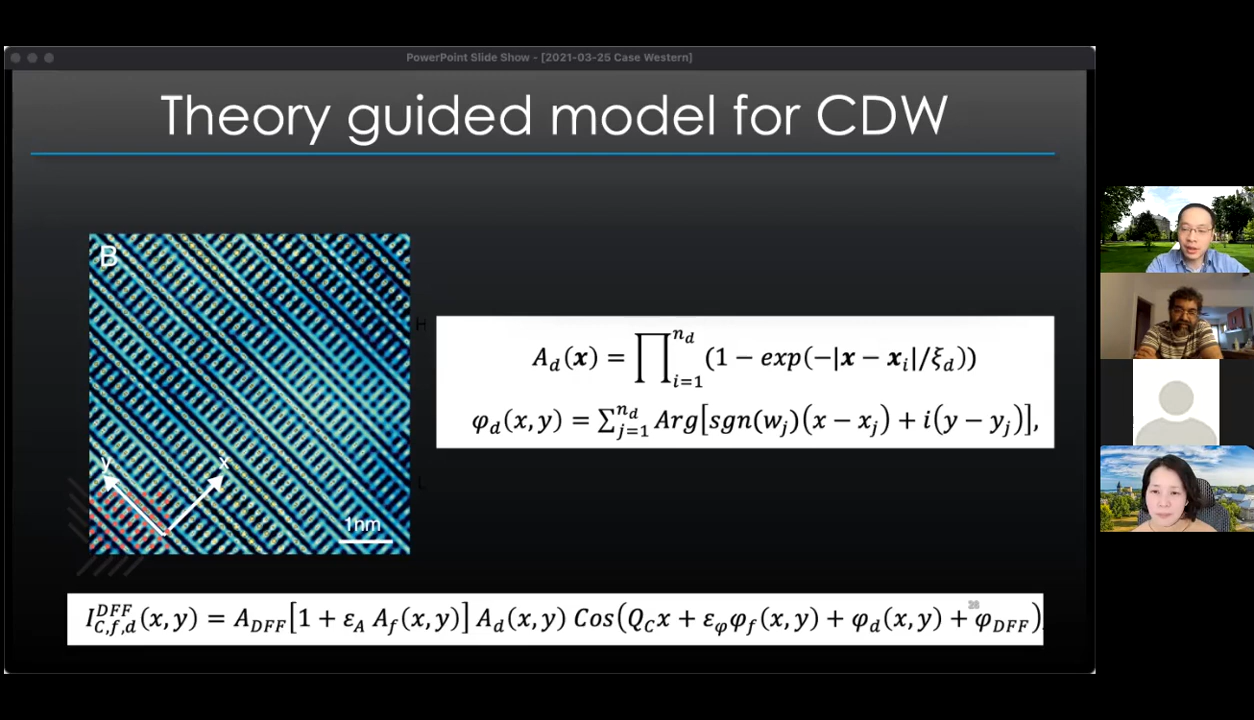 PowerPoint Slide Show - [2021-03-25 Case Western]
Theory guided model for CDW
B
H
y
x
L
1nm
A_d(𝒙) = ∏_{i=1}^{n_d} (1 − exp(−|𝒙 − 𝒙_i|/ξ_d))
φ_d(x,y) = ∑_{j=1}^{n_d} Arg[sgn(w_j)(x − x_j) + i(y − y_j)],
28
I_{C,f,d}^{DFF}(x,y) = A_{DFF}[1 + ε_A A_f(x,y)] A_d(x,y) Cos(Q_C x + ε_φ φ_f(x,y) + φ_d(x,y) + φ_{DFF})